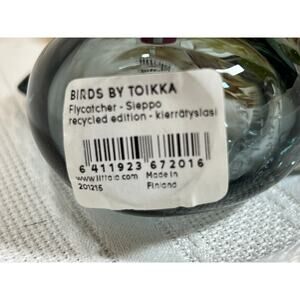 BIRDS BY TOIKKA
Flycatcher - Sieppo
recycled edition - kierrätyslasi
6 411923 672016
www.iittala.com Made in
201215 Finland